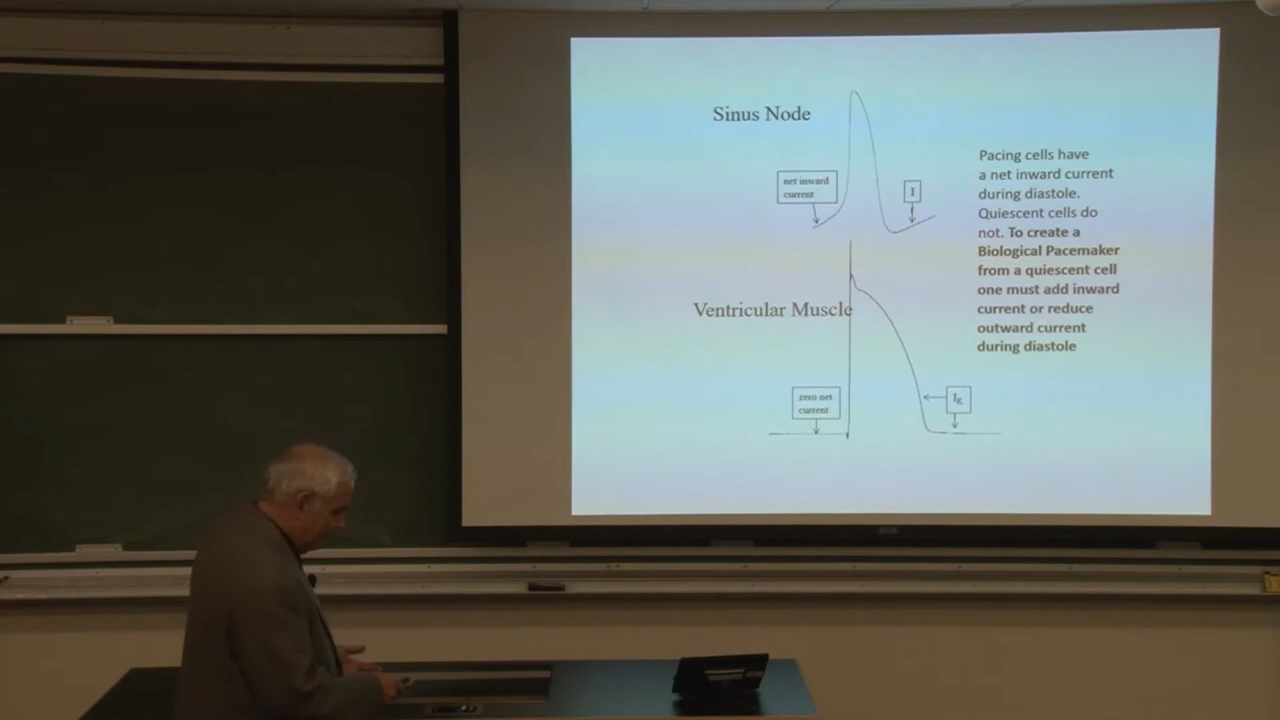 Sinus Node
net inward
current
I
Pacing cells have
a net inward current
during diastole.
Quiescent cells do
not. To create a
Biological Pacemaker
from a quiescent cell
one must add inward
current or reduce
outward current
during diastole
Ventricular Muscle
zero net
current
IK